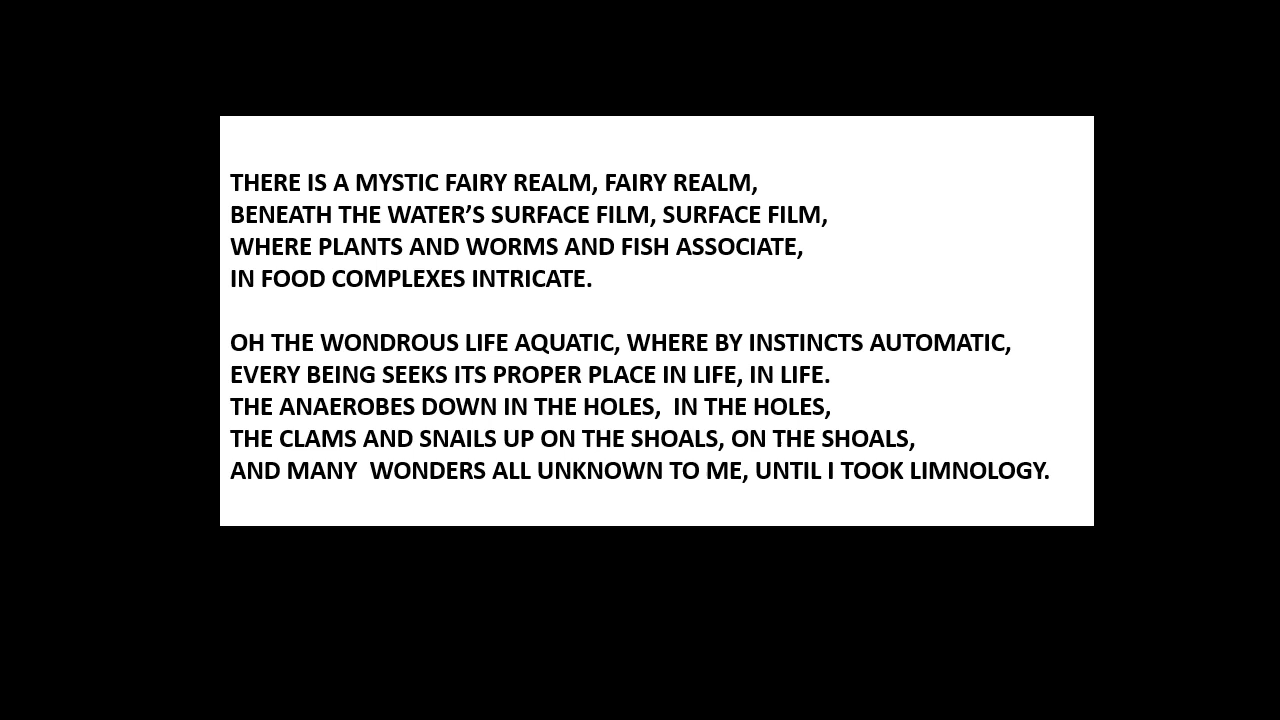 THERE IS A MYSTIC FAIRY REALM, FAIRY REALM,
BENEATH THE WATER’S SURFACE FILM, SURFACE FILM,
WHERE PLANTS AND WORMS AND FISH ASSOCIATE,
IN FOOD COMPLEXES INTRICATE.

OH THE WONDROUS LIFE AQUATIC, WHERE BY INSTINCTS AUTOMATIC,
EVERY BEING SEEKS ITS PROPER PLACE IN LIFE, IN LIFE.
THE ANAEROBES DOWN IN THE HOLES,  IN THE HOLES,
THE CLAMS AND SNAILS UP ON THE SHOALS, ON THE SHOALS,
AND MANY  WONDERS ALL UNKNOWN TO ME, UNTIL I TOOK LIMNOLOGY.